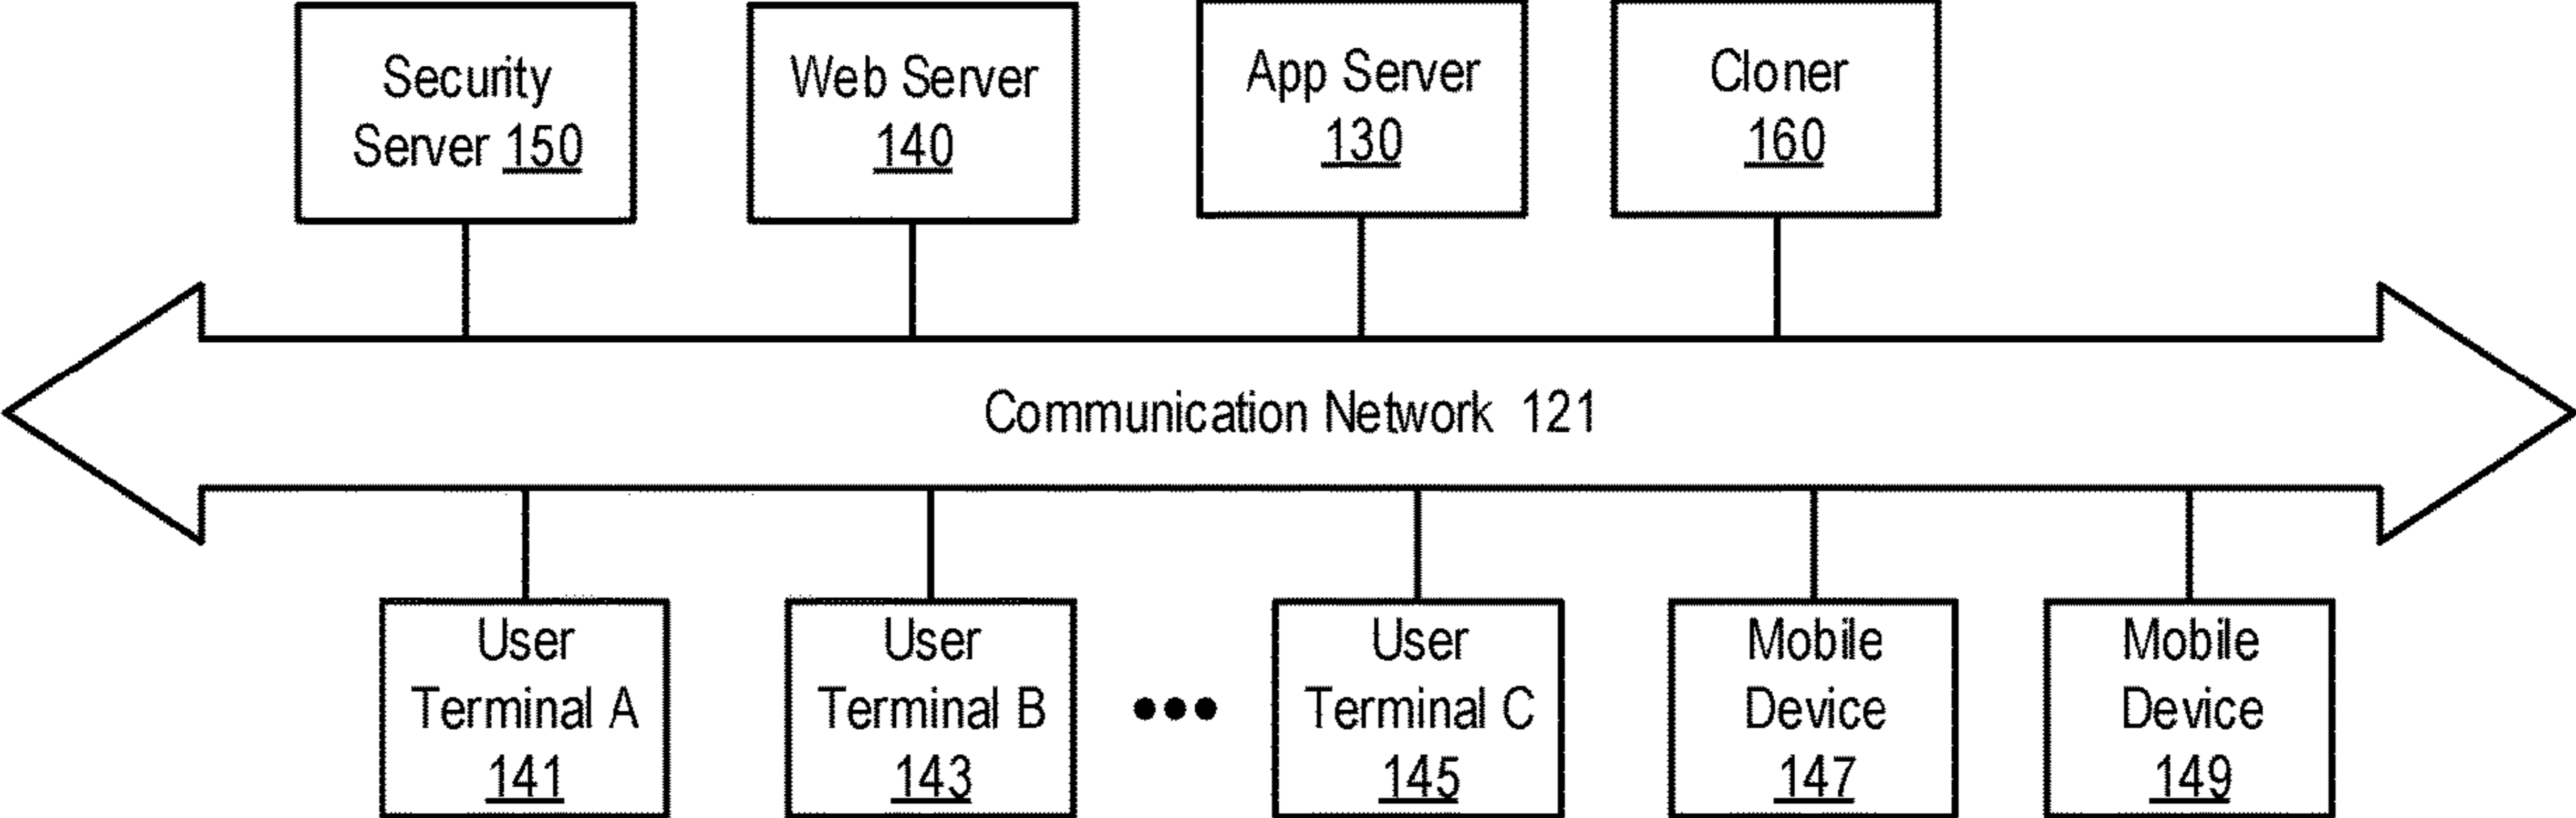 Security
Server 150
Web Server
140
App Server
130
Cloner
160
Communication Network 121
User
Terminal A
141
User
Terminal B
143
User
Terminal C
145
Mobile
Device
147
Mobile
Device
149